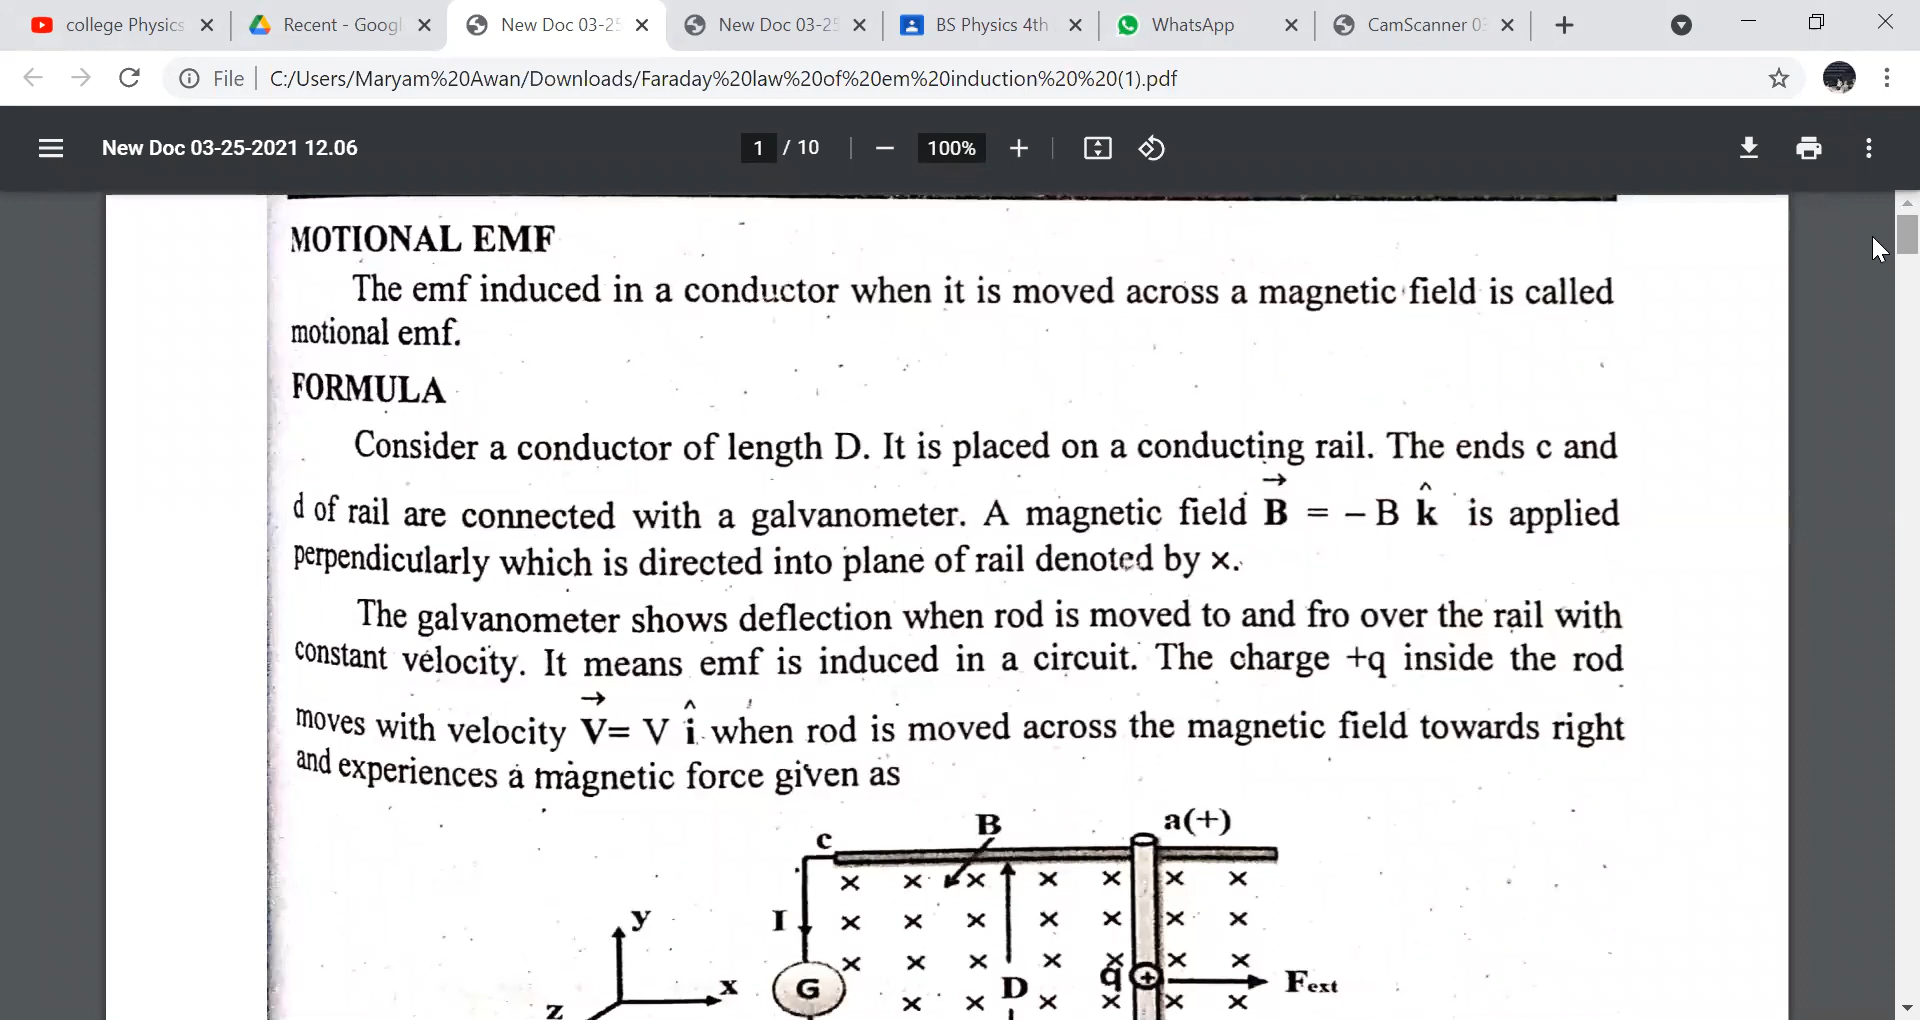 college Physics
Recent - Googl
New Doc 03-25
New Doc 03-25
BS Physics 4th
WhatsApp
CamScanner 03
File
C:/Users/Maryam%20Awan/Downloads/Faraday%20law%20of%20em%20induction%20%20(1).pdf
New Doc 03-25-2021 12.06
1 / 10
100%
MOTIONAL EMF
The emf induced in a conductor when it is moved across a magnetic field is called
motional emf.
FORMULA
Consider a conductor of length D. It is placed on a conducting rail. The ends c and
d of rail are connected with a galvanometer. A magnetic field B⃗ = – B k̂ is applied
perpendicularly which is directed into plane of rail denoted by ×.
The galvanometer shows deflection when rod is moved to and fro over the rail with
constant velocity. It means emf is induced in a circuit. The charge +q inside the rod
moves with velocity V⃗= V î when rod is moved across the magnetic field towards right
and experiences a magnetic force given as
c
B
a(+)
× × × × × × ×
y
I
× × × × × × ×
× × × × × × ×
x
G
D
q
+
Fext
z
× × × × × ×